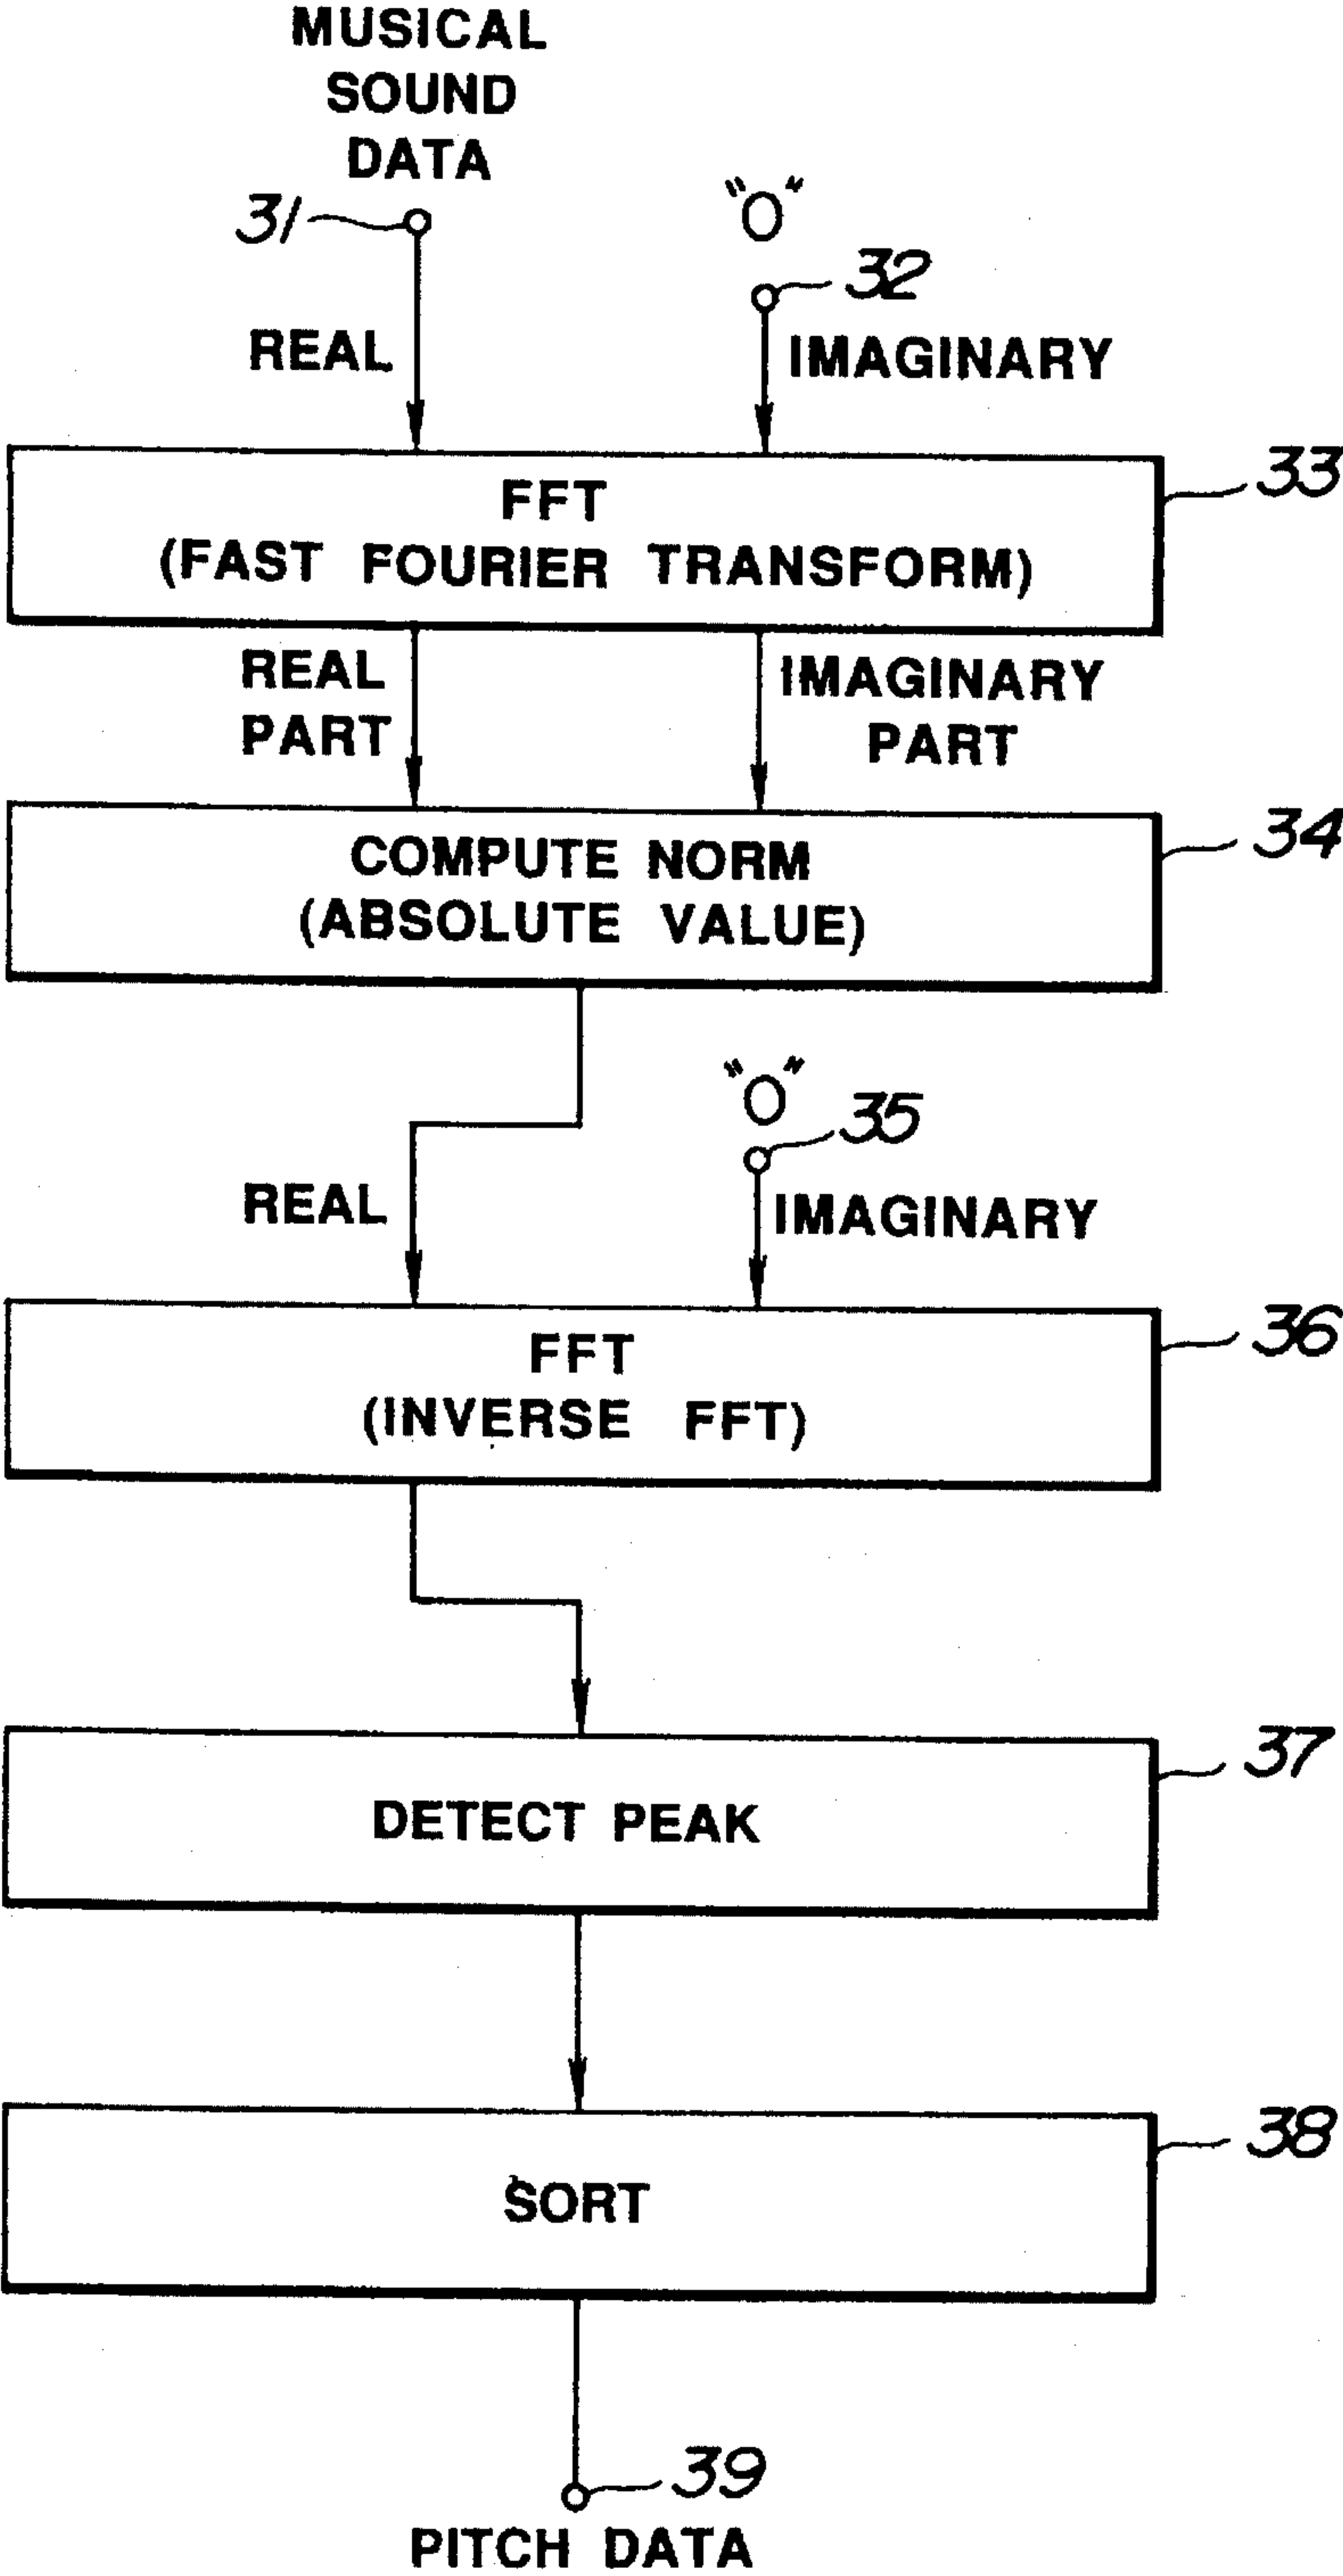 MUSICAL
SOUND
DATA
31
"0"
32
REAL
IMAGINARY
33
FFT
(FAST FOURIER TRANSFORM)
REAL
PART
IMAGINARY
PART
34
COMPUTE NORM
(ABSOLUTE VALUE)
"0"
35
REAL
IMAGINARY
36
FFT
(INVERSE FFT)
37
DETECT PEAK
38
SORT
39
PITCH DATA